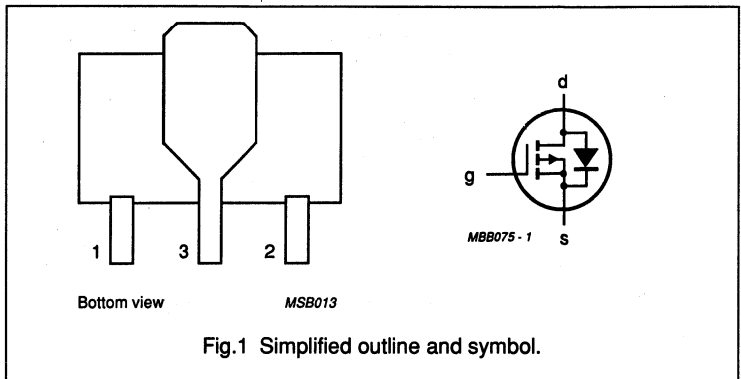 d
g
MBB075 - 1
s
1
3
2
Bottom view
MSB013
Fig.1 Simplified outline and symbol.